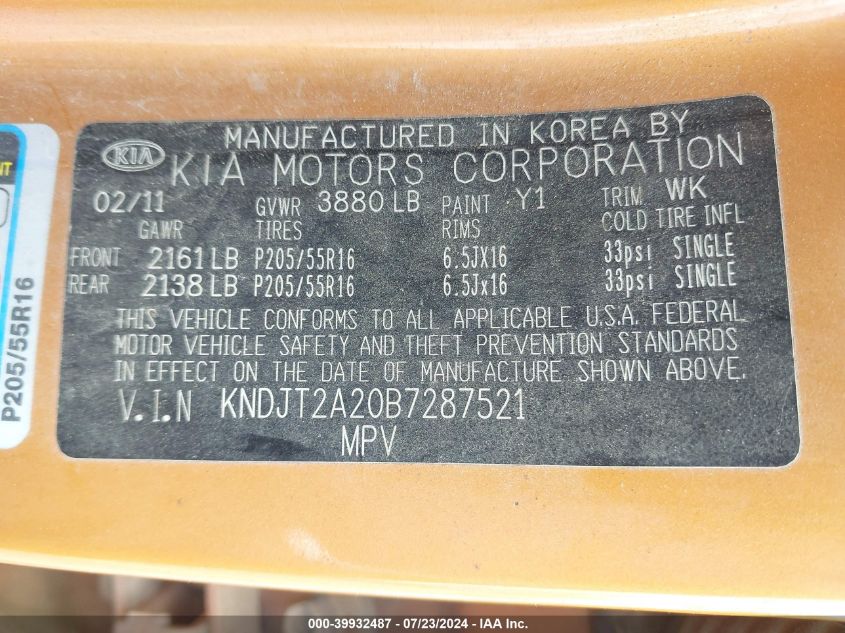 KIA
MANUFACTURED IN KOREA BY
KIA MOTORS CORPORATION
02/11 GVWR 3880 LB PAINT Y1 TRIM WK
GAWR TIRES RIMS COLD TIRE INFL
FRONT 2161 LB P205/55R16 6.5JX16 33psi SINGLE
REAR 2138 LB P205/55R16 6.5Jx16 33psi SINGLE
THIS VEHICLE CONFORMS TO ALL APPLICABLE U.S.A. FEDERAL
MOTOR VEHICLE SAFETY AND THEFT PREVENTION STANDARDS
IN EFFECT ON THE DATE OF MANUFACTURE SHOWN ABOVE.
V.I.N KNDJT2A20B7287521
MPV
P205/55R16
000-39932487 - 07/23/2024 - IAA Inc.